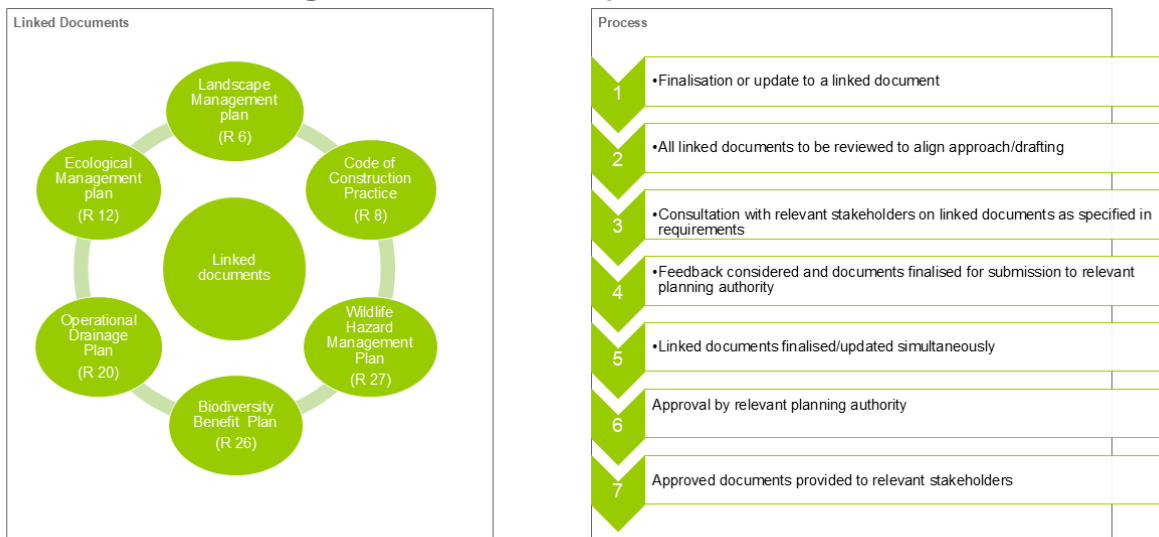 Linked Documents
Landscape
Management
plan
(R 6)
Code of
Construction
Practice
(R 8)
Wildlife
Hazard
Management
Plan
(R 27)
Biodiversity
Benefit Plan
(R 26)
Operational
Drainage
Plan
(R 20)
Ecological
Management
plan
(R 12)
Linked
documents
Process
1
•Finalisation or update to a linked document
2
•All linked documents to be reviewed to align approach/drafting
3
•Consultation with relevant stakeholders on linked documents as specified in
requirements
4
•Feedback considered and documents finalised for submission to relevant
planning authority
5
•Linked documents finalised/updated simultaneously
6
Approval by relevant planning authority
7
Approved documents provided to relevant stakeholders